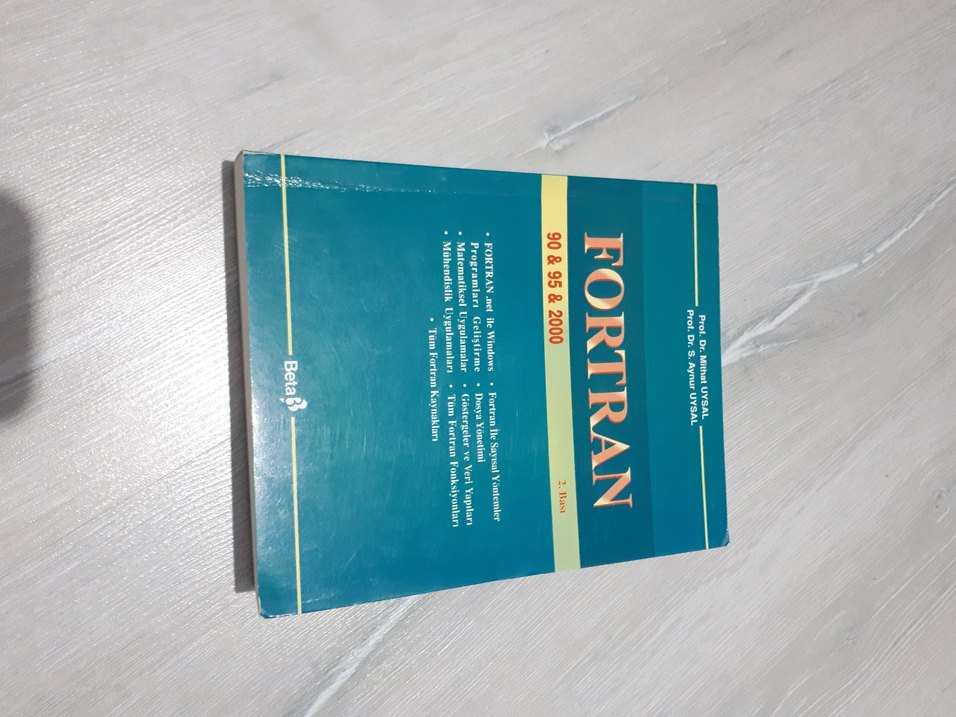 Prof. Dr. Mithat UYSAL
Prof. Dr. S. Aynur UYSAL
FORTRAN
90 & 95 & 2000
2. Bası
• FORTRAN .net ile Windows
Programları Geliştirme
• Matematiksel Uygulamalar
• Mühendislik Uygulamaları
• Fortran İle Sayısal Yöntemler
• Dosya Yönetimi
• Göstergeler ve Veri Yapıları
• Tüm Fortran Fonksiyonları
• Tüm Fortran Kaynakları
Beta